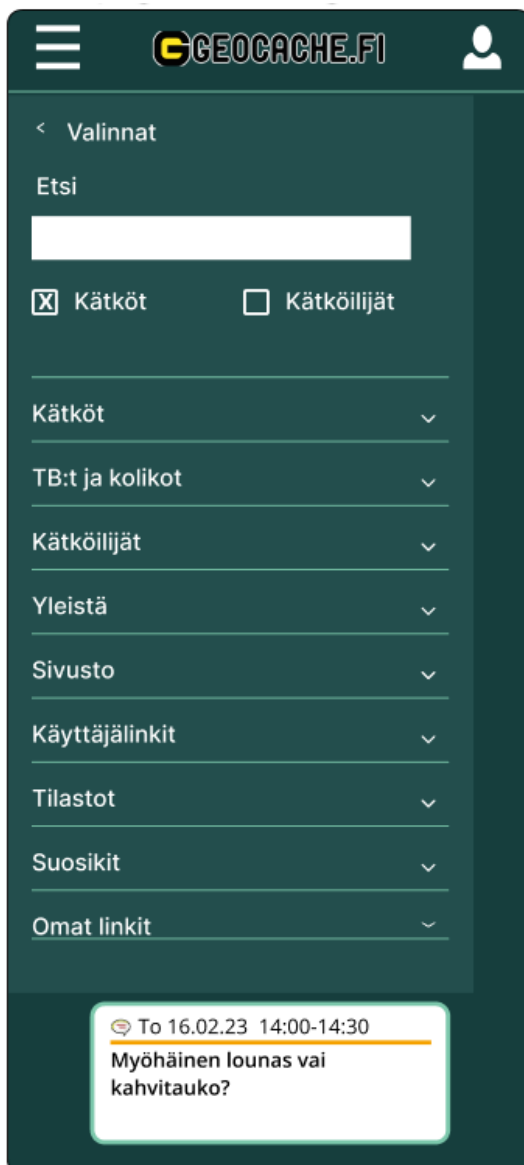 GEOCACHE.FI
< Valinnat
Etsi
X Kätköt Kätköilijät
Kätköt
TB:t ja kolikot
Kätköilijät
Yleistä
Sivusto
Käyttäjälinkit
Tilastot
Suosikit
Omat linkit
To 16.02.23 14:00-14:30
Myöhäinen lounas vai
kahvitauko?